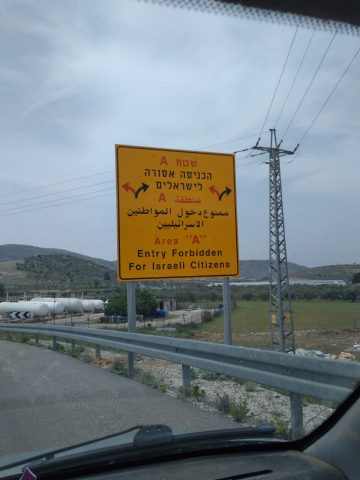 שטח A
הכניסה אסורה
לישראלים
منطقة A
ممنوع دخول المواطنين
الاسرائيليين
Area "A"
Entry Forbidden
For Israeli Citizens